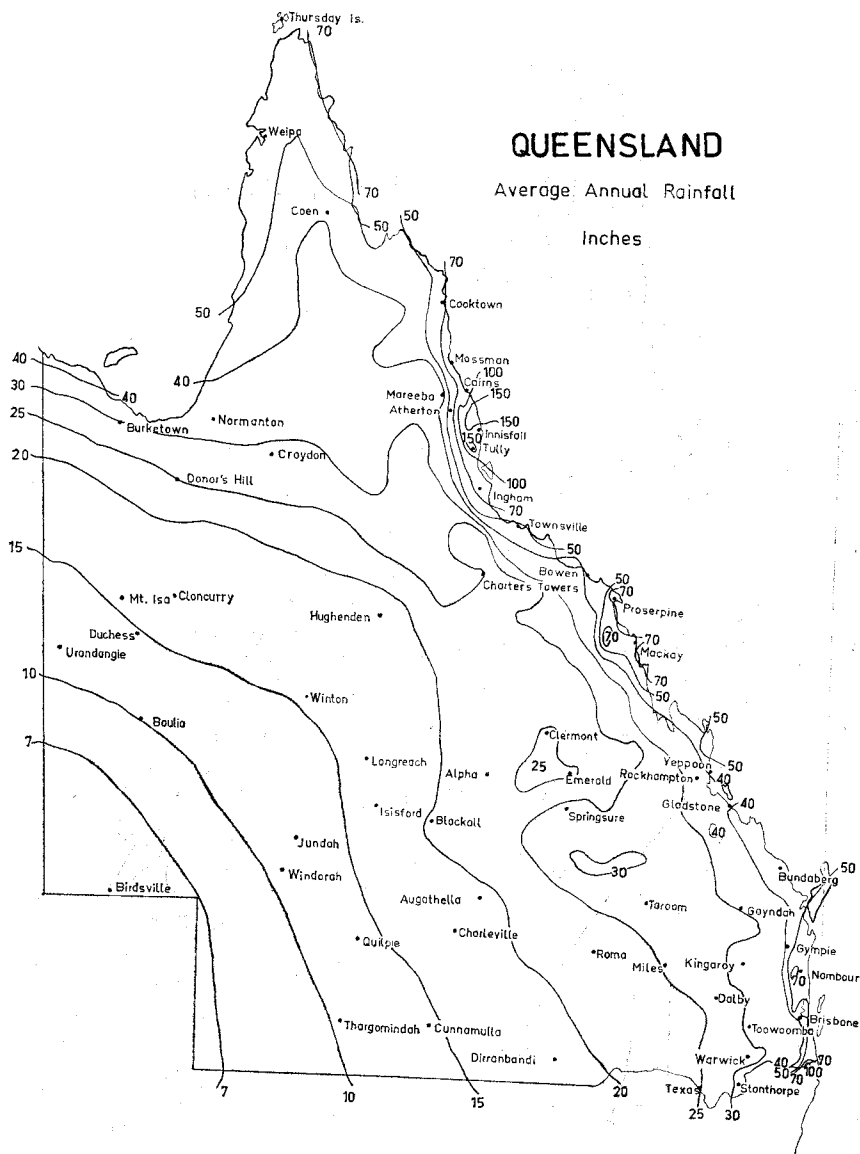 Thursday Is.
70
Weipa
QUEENSLAND
Average Annual Rainfall
Inches
70
Coen
50
50
70
Cooktown
50
40
Mossman
100
Cairns
150
40
30
25
20
40
Mareeba
Atherton
150
Innisfail
150
Tully
100
Burketown
Normanton
Croydon
Donor's Hill
Ingham
70
Townsville
50
15
Bowen
50
70
Charters Towers
Proserpine
Mt. Isa
Cloncurry
Hughenden
Duchess
Urandangie
70
70
Mackay
70
50
10
Winton
Boulia
50
7
Clermont
Longreach
Alpha
25
Emerald
Yeppoon
50
Rockhampton
40
Isisford
Blackall
Springsure
Gladstone
40
40
Jundah
Windorah
30
Bundaberg
50
Birdsville
Augathella
Taroom
Gayndah
Charleville
Quilpie
Roma
Miles
Kingaroy
Gympie
Nambour
70
Dalby
Thargomindah
Cunnamulla
Toowoomba
Brisbane
Dirranbandi
Warwick
40
50
70
100
70
7
10
15
20
Texas
25
30
Stanthorpe